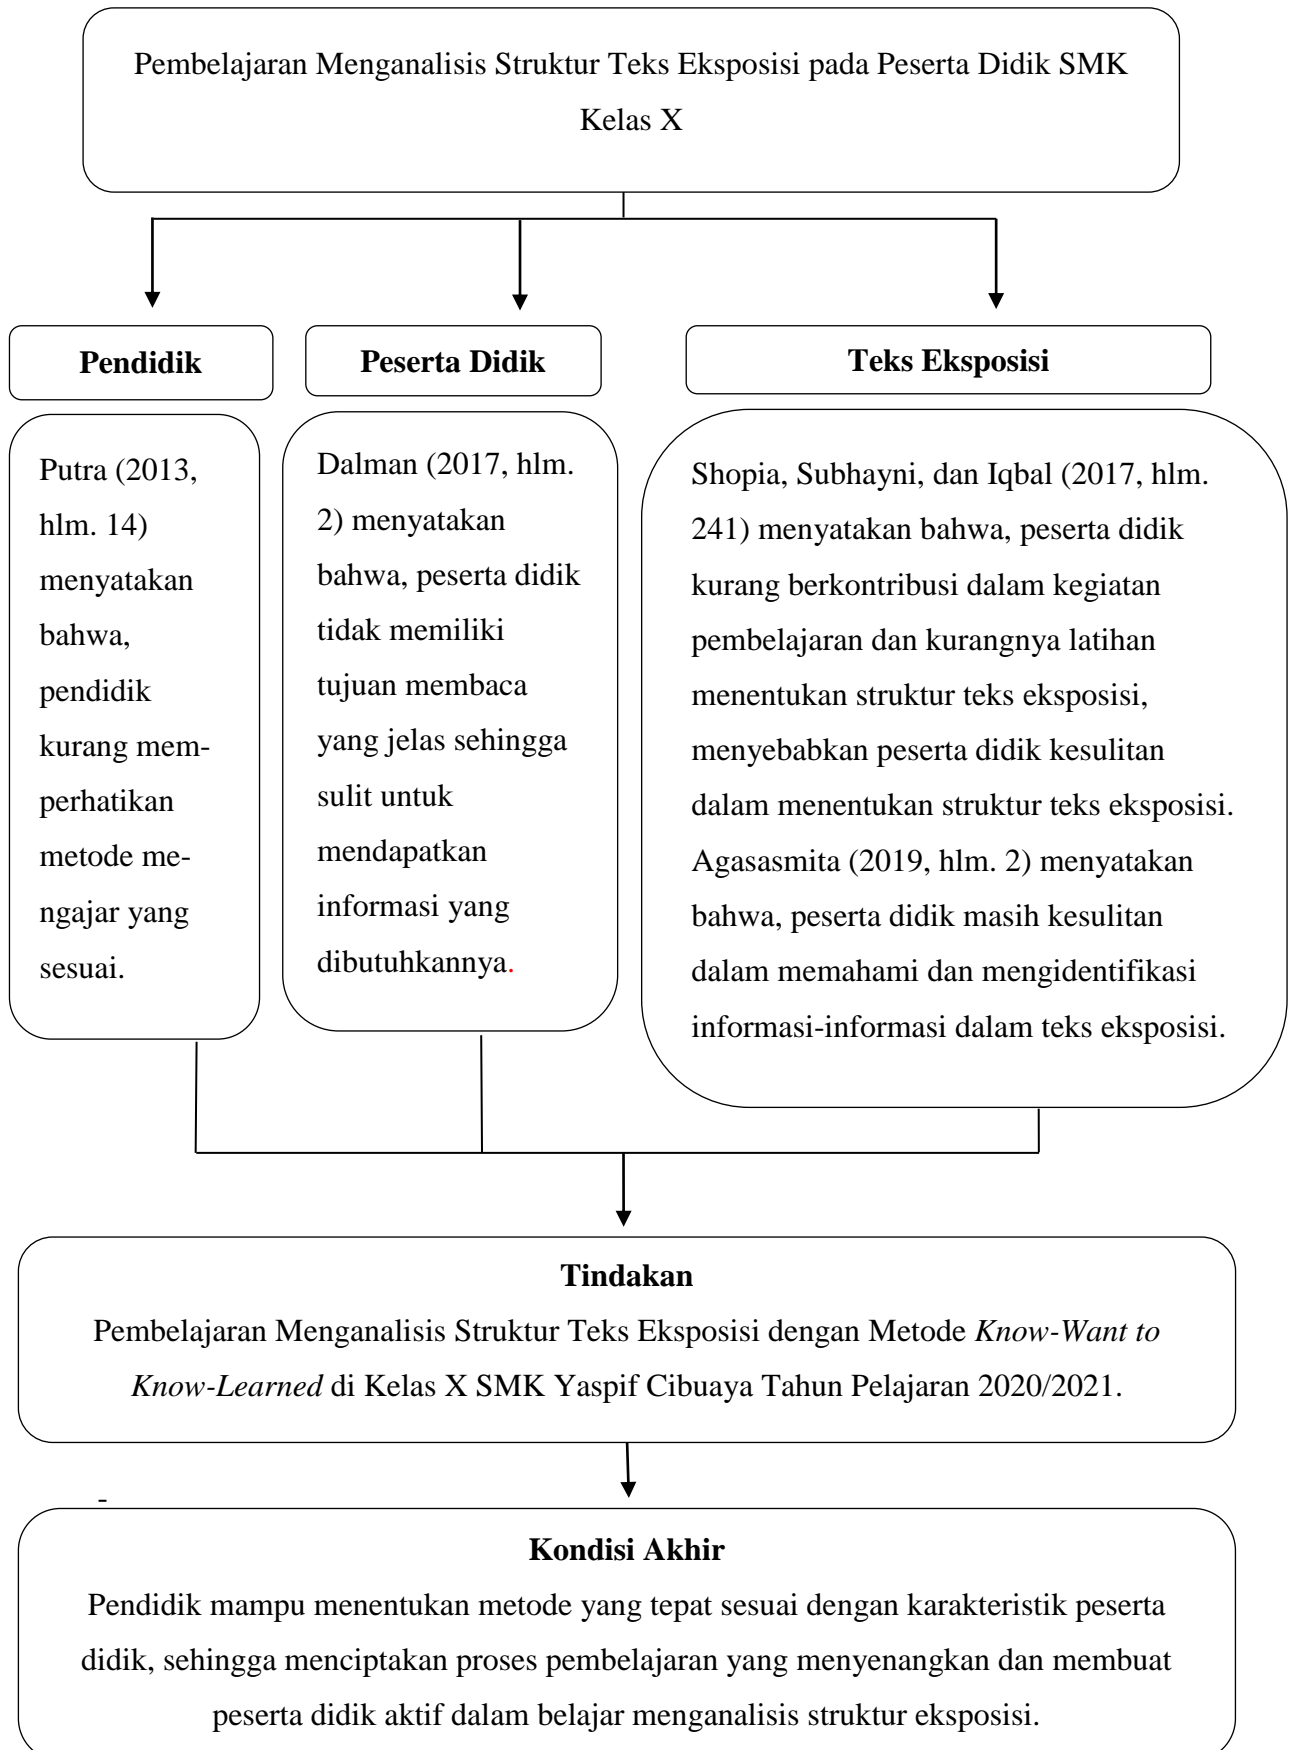 Pembelajaran Menganalisis Struktur Teks Eksposisi pada Peserta Didik SMK
Kelas X
Pendidik
Putra (2013,
hlm. 14)
menyatakan
bahwa,
pendidik
kurang mem-
perhatikan
metode me-
ngajar yang
sesuai.
Peserta Didik
Dalman (2017, hlm.
2) menyatakan
bahwa, peserta didik
tidak memiliki
tujuan membaca
yang jelas sehingga
sulit untuk
mendapatkan
informasi yang
dibutuhkannya.
Teks Eksposisi
Shopia, Subhayni, dan Iqbal (2017, hlm.
241) menyatakan bahwa, peserta didik
kurang berkontribusi dalam kegiatan
pembelajaran dan kurangnya latihan
menentukan struktur teks eksposisi,
menyebabkan peserta didik kesulitan
dalam menentukan struktur teks eksposisi.
Agasasmita (2019, hlm. 2) menyatakan
bahwa, peserta didik masih kesulitan
dalam memahami dan mengidentifikasi
informasi-informasi dalam teks eksposisi.
Tindakan
Pembelajaran Menganalisis Struktur Teks Eksposisi dengan Metode Know-Want to
Know-Learned di Kelas X SMK Yaspif Cibuaya Tahun Pelajaran 2020/2021.
-
Kondisi Akhir
Pendidik mampu menentukan metode yang tepat sesuai dengan karakteristik peserta
didik, sehingga menciptakan proses pembelajaran yang menyenangkan dan membuat
peserta didik aktif dalam belajar menganalisis struktur eksposisi.